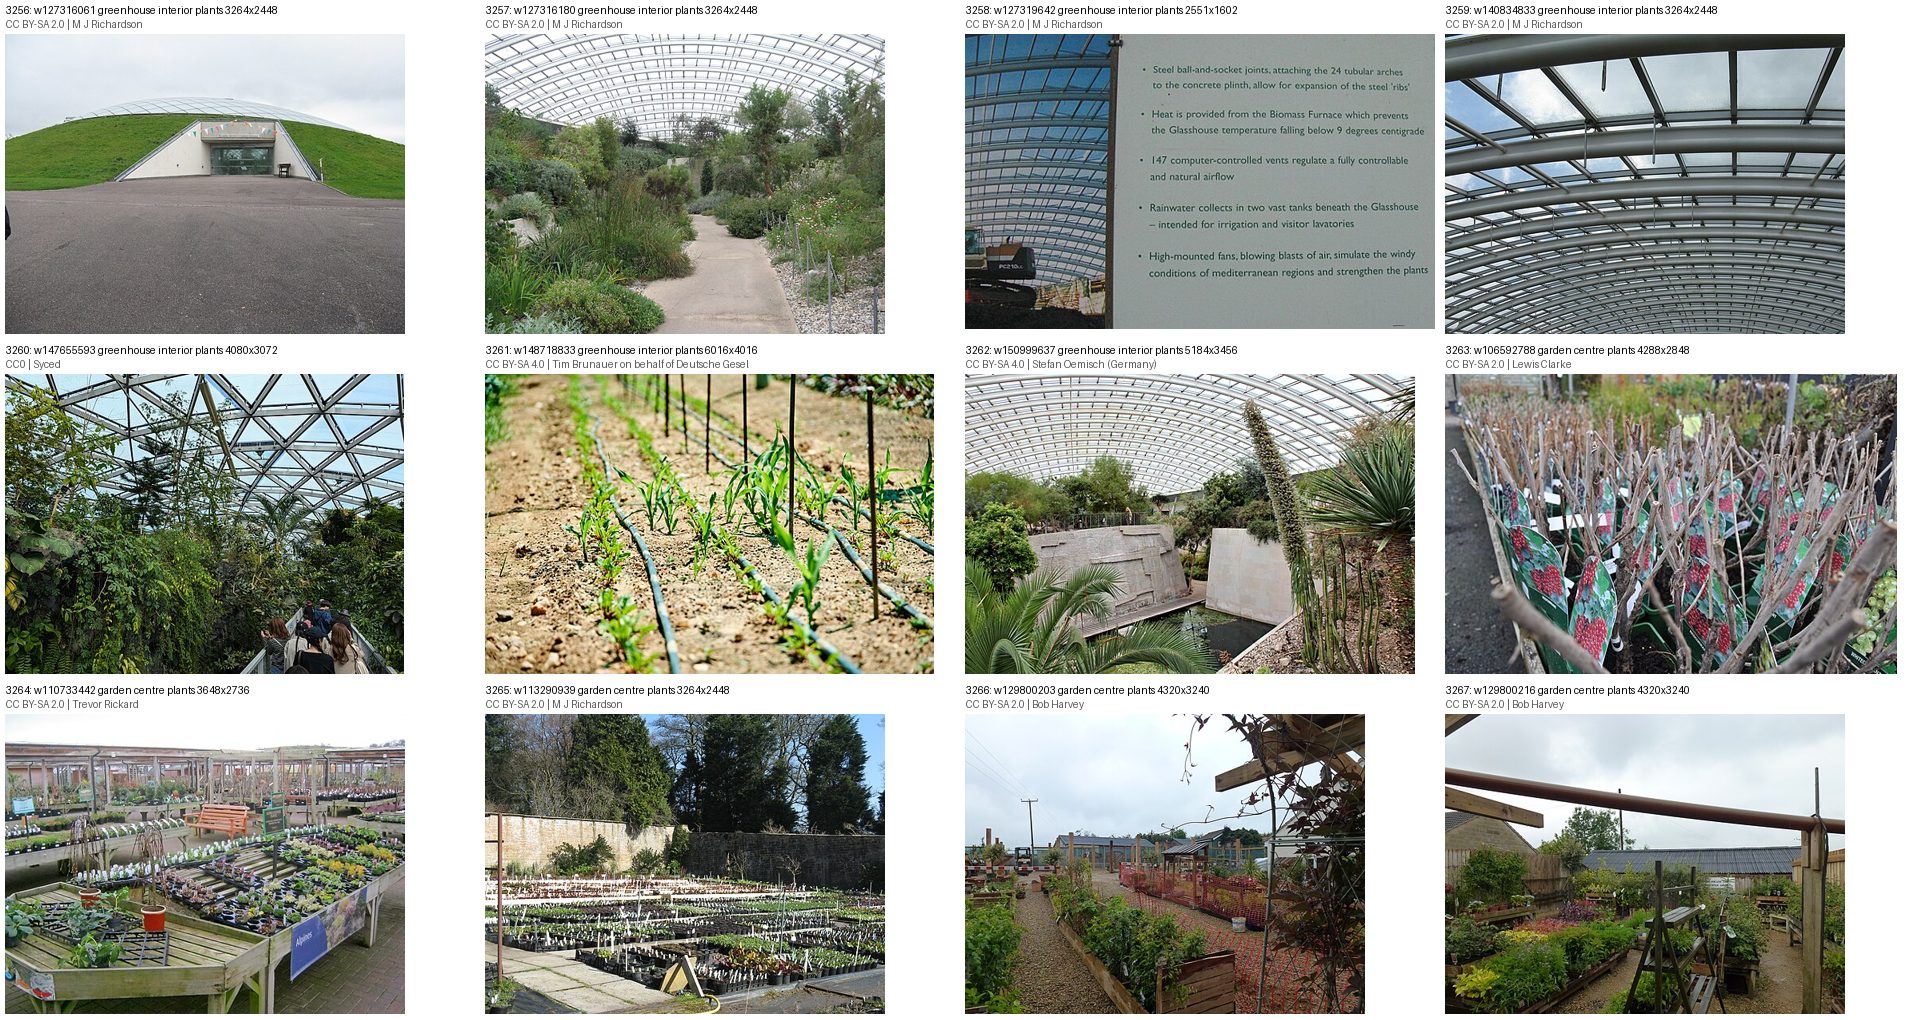 3256: w127316061 greenhouse interior plants 3264x2448
CC BY-SA 2.0 | M J Richardson
3257: w127316180 greenhouse interior plants 3264x2448
CC BY-SA 2.0 | M J Richardson
3258: w127319642 greenhouse interior plants 2551x1602
CC BY-SA 2.0 | M J Richardson
• Steel ball-and-socket joints, attaching the 24 tubular arches
to the concrete plinth, allow for expansion of the steel 'ribs'
• Heat is provided from the Biomass Furnace which prevents
the Glasshouse temperature falling below 9 degrees centigrade
• 147 computer-controlled vents regulate a fully controllable
and natural airflow
• Rainwater collects in two vast tanks beneath the Glasshouse
– intended for irrigation and visitor lavatories
• High-mounted fans, blowing blasts of air, simulate the windy
conditions of mediterranean regions and strengthen the plants
3259: w140834833 greenhouse interior plants 3264x2448
CC BY-SA 2.0 | M J Richardson
3260: w147655593 greenhouse interior plants 4080x3072
CC0 | Syced
3261: w148718833 greenhouse interior plants 6016x4016
CC BY-SA 4.0 | Tim Brunauer on behalf of Deutsche Gesel
3262: w150999637 greenhouse interior plants 5184x3456
CC BY-SA 4.0 | Stefan Oemisch (Germany)
3263: w106592788 garden centre plants 4288x2848
CC BY-SA 2.0 | Lewis Clarke
3264: w110733442 garden centre plants 3648x2736
CC BY-SA 2.0 | Trevor Rickard
Alpines
3265: w113290939 garden centre plants 3264x2448
CC BY-SA 2.0 | M J Richardson
3266: w129800203 garden centre plants 4320x3240
CC BY-SA 2.0 | Bob Harvey
3267: w129800216 garden centre plants 4320x3240
CC BY-SA 2.0 | Bob Harvey